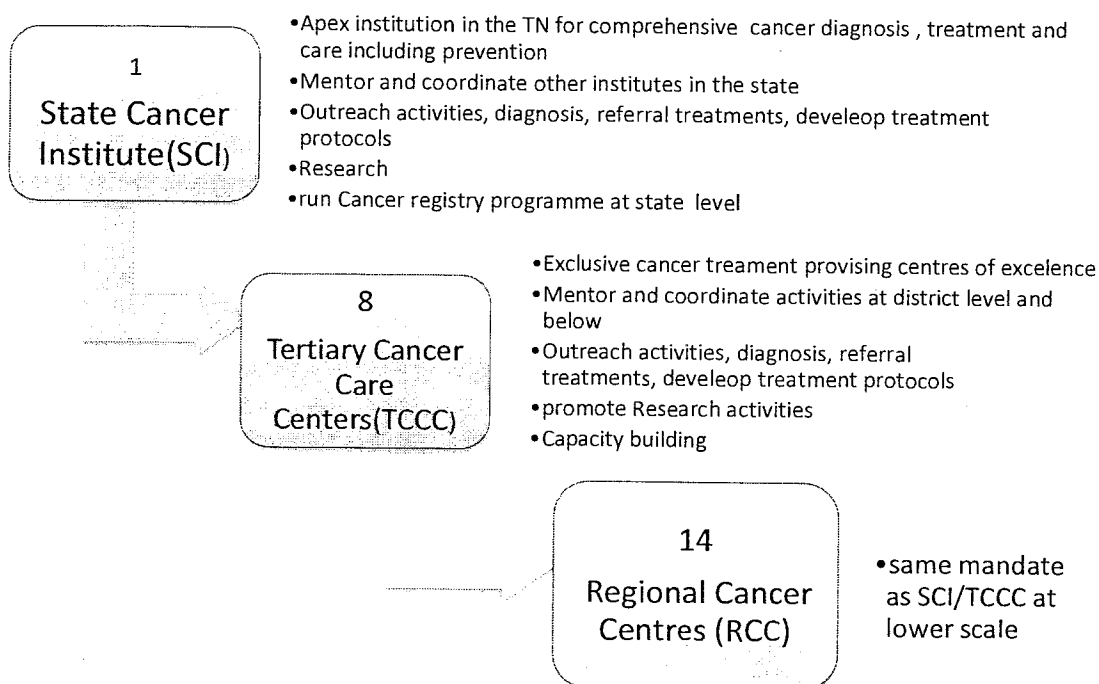 1
State Cancer
Institute(SCI)
•Apex institution in the TN for comprehensive cancer diagnosis , treatment and
care including prevention
•Mentor and coordinate other institutes in the state
•Outreach activities, diagnosis, referral treatments, develeop treatment
protocols
•Research
•run Cancer registry programme at state level
8
Tertiary Cancer
Care
Centers(TCCC)
•Exclusive cancer treament provising centres of excelence
•Mentor and coordinate activities at district level and
below
•Outreach activities, diagnosis, referral
treatments, develeop treatment protocols
•promote Research activities
•Capacity building
14
Regional Cancer
Centres (RCC)
•same mandate
as SCI/TCCC at
lower scale